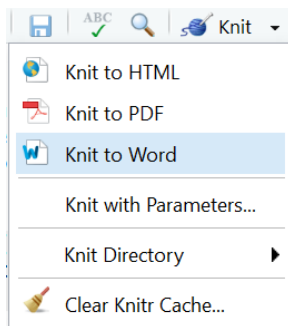 ABC Knit
Knit to HTML
Knit to PDF
W Knit to Word
Knit with Parameters...
Knit Directory
Clear Knitr Cache...